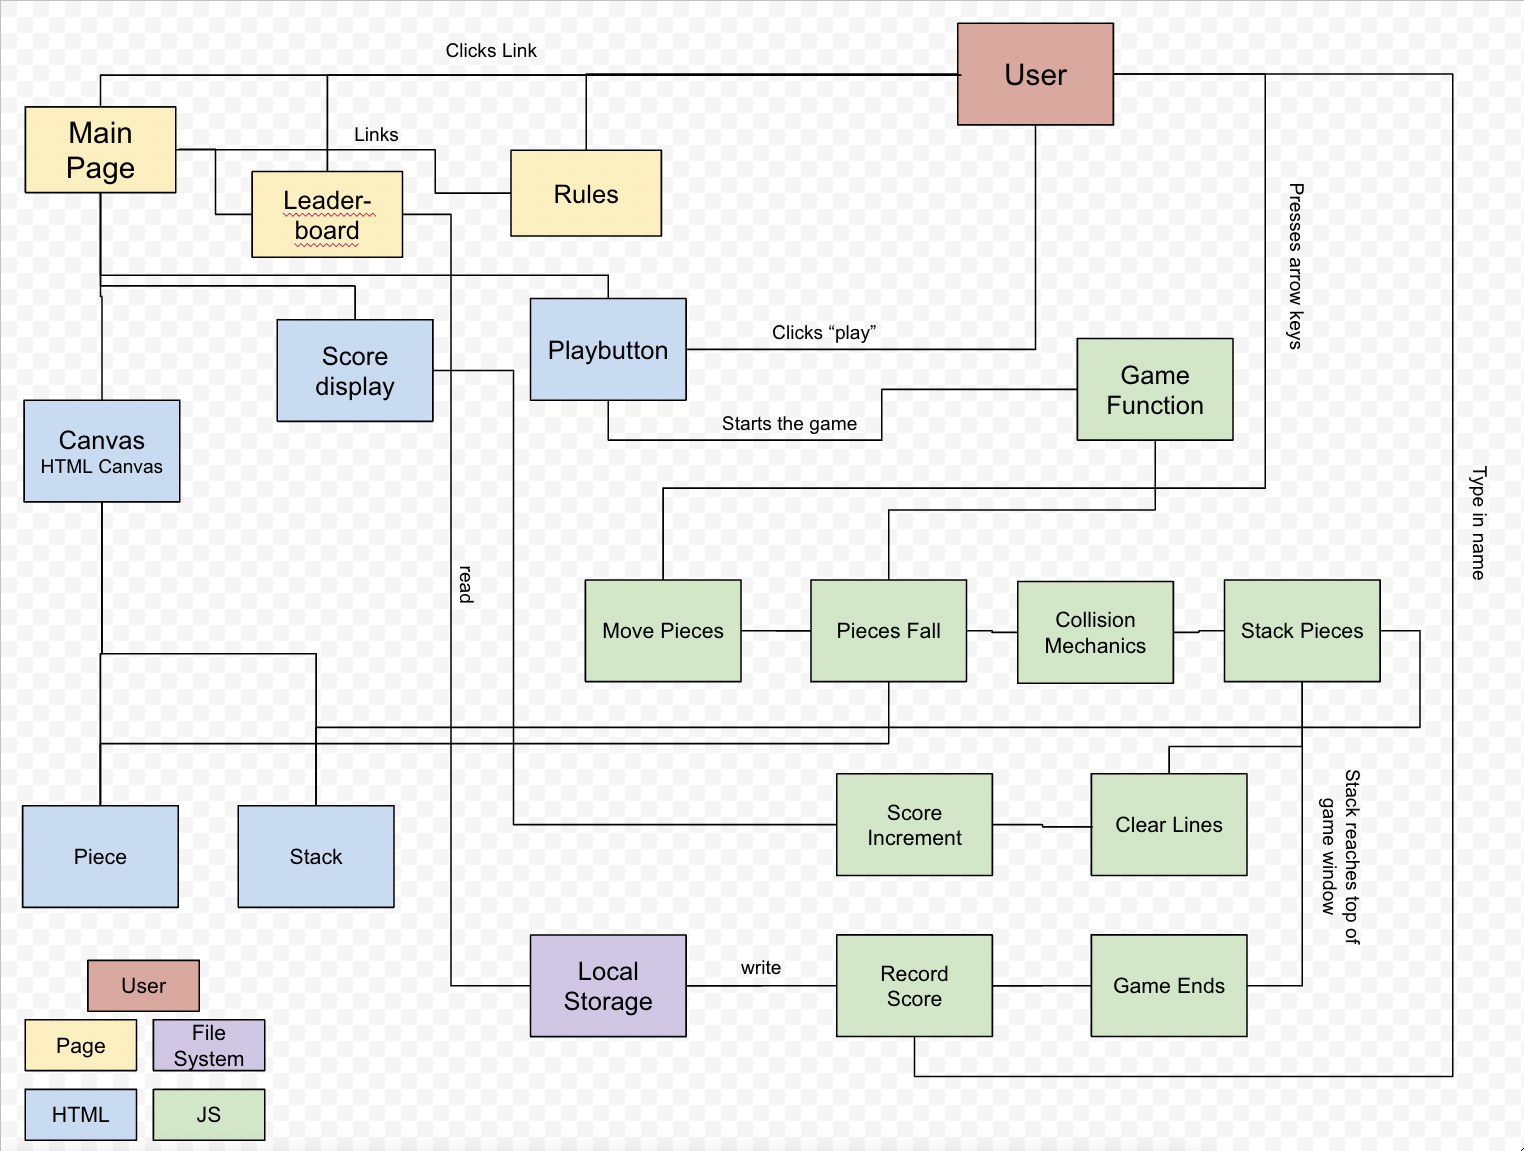 Clicks Link
User
Main
Page
Links
Leader-
board
Rules
Presses arrow keys
Playbutton
Clicks “play”
Score
display
Game
Function
Canvas
HTML Canvas
Starts the game
Type in name
read
Move Pieces
Pieces Fall
Collision
Mechanics
Stack Pieces
Score
Increment
Clear Lines
Stack reaches top of
game window
Piece
Stack
Local
Storage
write
Record
Score
Game Ends
User
Page
File
System
HTML
JS